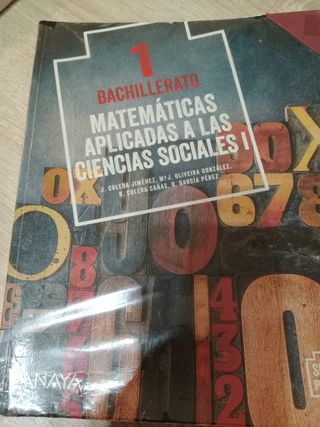 1
BACHILLERATO
MATEMÁTICAS
APLICADAS A LAS
CIENCIAS SOCIALES I
J. COLERA JIMÉNEZ, Mª J. OLIVEIRA GONZÁLEZ,
R. COLERA CAÑAS, R. GARCÍA PÉREZ
ANAYA